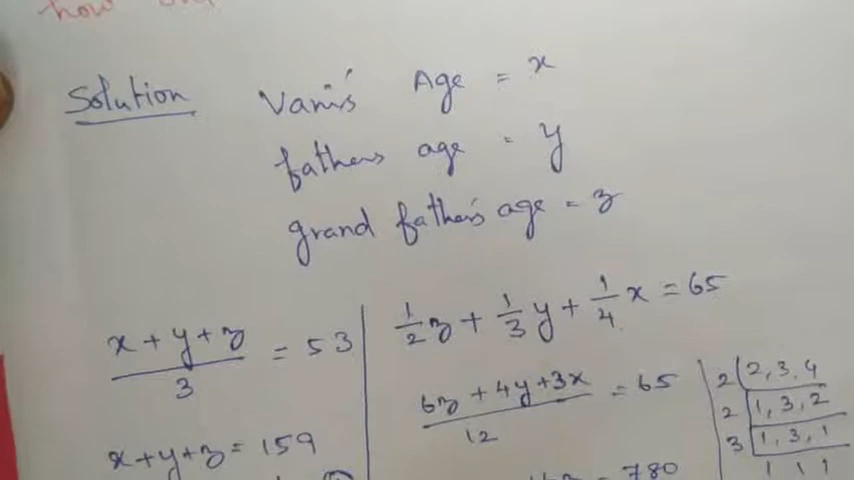 how
Solution Vani's Age = x
fathers age = y
grand father's age = z
x + y + z / 3 = 53
x + y + z = 159
1/2 z + 1/3 y + 1/4 x = 65
6z + 4y + 3x / 12 = 65
= 780
2 | 2, 3, 4
2 | 1, 3, 2
3 | 1, 3, 1
1 1 1